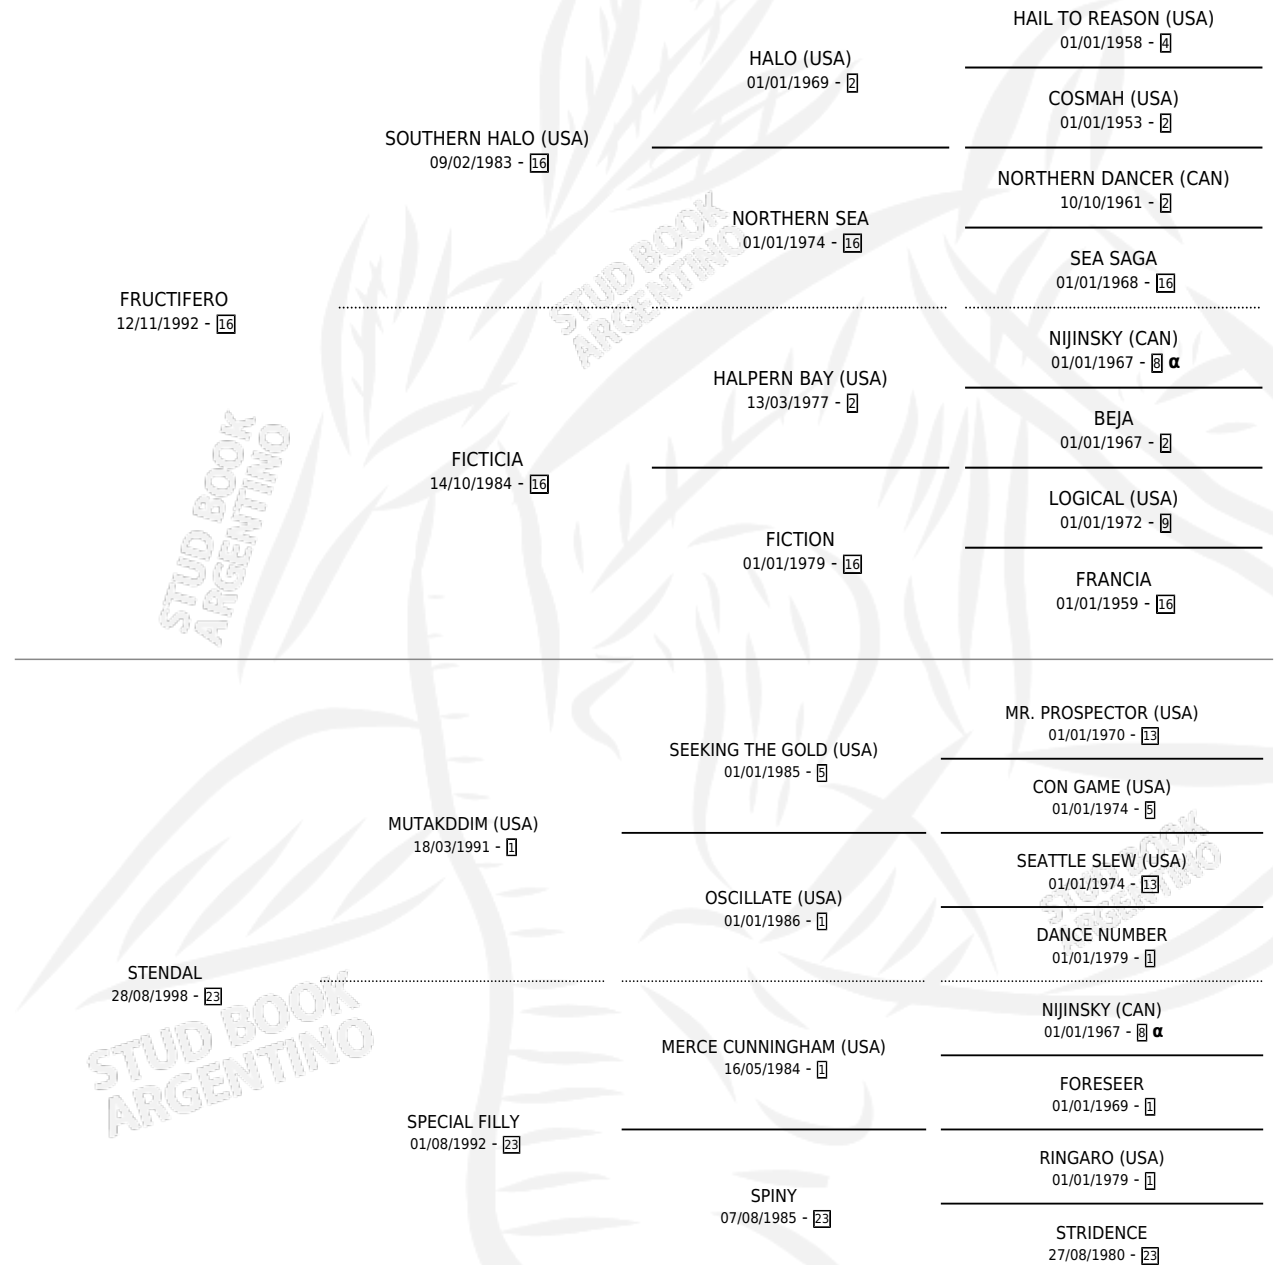 HAIL TO REASON (USA)
01/01/1958 - 4
HALO (USA)
01/01/1969 - 2
COSMAH (USA)
01/01/1953 - 2
SOUTHERN HALO (USA)
09/02/1983 - 16
NORTHERN DANCER (CAN)
10/10/1961 - 2
NORTHERN SEA
01/01/1974 - 16
SEA SAGA
01/01/1968 - 16
STUD BOOK
ARGENTINO
FRUCTIFERO
12/11/1992 - 16
NIJINSKY (CAN)
01/01/1967 - 8 α
HALPERN BAY (USA)
13/03/1977 - 2
BEJA
01/01/1967 - 2
FICTICIA
14/10/1984 - 16
LOGICAL (USA)
01/01/1972 - 9
FICTION
01/01/1979 - 16
FRANCIA
01/01/1959 - 16
STUD BOOK
ARGENTINO
MR. PROSPECTOR (USA)
01/01/1970 - 13
SEEKING THE GOLD (USA)
01/01/1985 - 5
CON GAME (USA)
01/01/1974 - 5
MUTAKDDIM (USA)
18/03/1991 - 1
SEATTLE SLEW (USA)
01/01/1974 - 13
OSCILLATE (USA)
01/01/1986 - 1
DANCE NUMBER
01/01/1979 - 1
STUD BOOK
ARGENTINO
STENDAL
28/08/1998 - 23
NIJINSKY (CAN)
01/01/1967 - 8 α
MERCE CUNNINGHAM (USA)
16/05/1984 - 1
FORESEER
01/01/1969 - 1
STUD BOOK
ARGENTINO
SPECIAL FILLY
01/08/1992 - 23
RINGARO (USA)
01/01/1979 - 1
SPINY
07/08/1985 - 23
STRIDENCE
27/08/1980 - 23